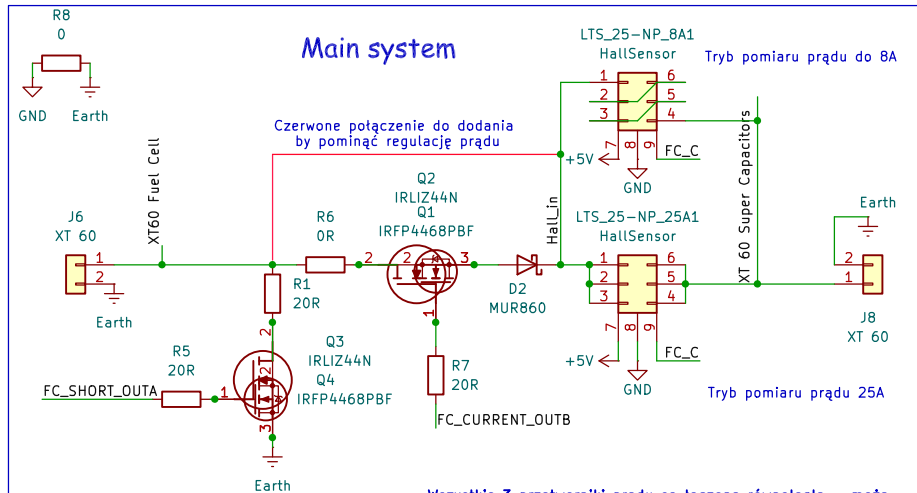 R8
0
GND
Earth
Main system
LTS_25-NP_8A1
HallSensor
Tryb pomiaru prądu do 8A
1
2
3
6
5
4
7
8
9
+5V
FC_C
GND
Czerwone połączenie do dodania
by pominąć regulację prądu
XT60 Fuel Cell
Hall_in
XT 60 Super Capacitors
J6
XT 60
1
2
Earth
R6
0R
Q2
IRLIZ44N
Q1
IRFP4468PBF
2
2
3
1
D2
MUR860
LTS_25-NP_25A1
HallSensor
1
2
3
6
5
4
7
8
9
+5V
FC_C
GND
Earth
2
1
J8
XT 60
R1
20R
2
2
Q3
IRLIZ44N
Q4
IRFP4468PBF
R5
20R
FC_SHORT_OUTA
1
3
Earth
R7
20R
FC_CURRENT_OUTB
Tryb pomiaru prądu 25A